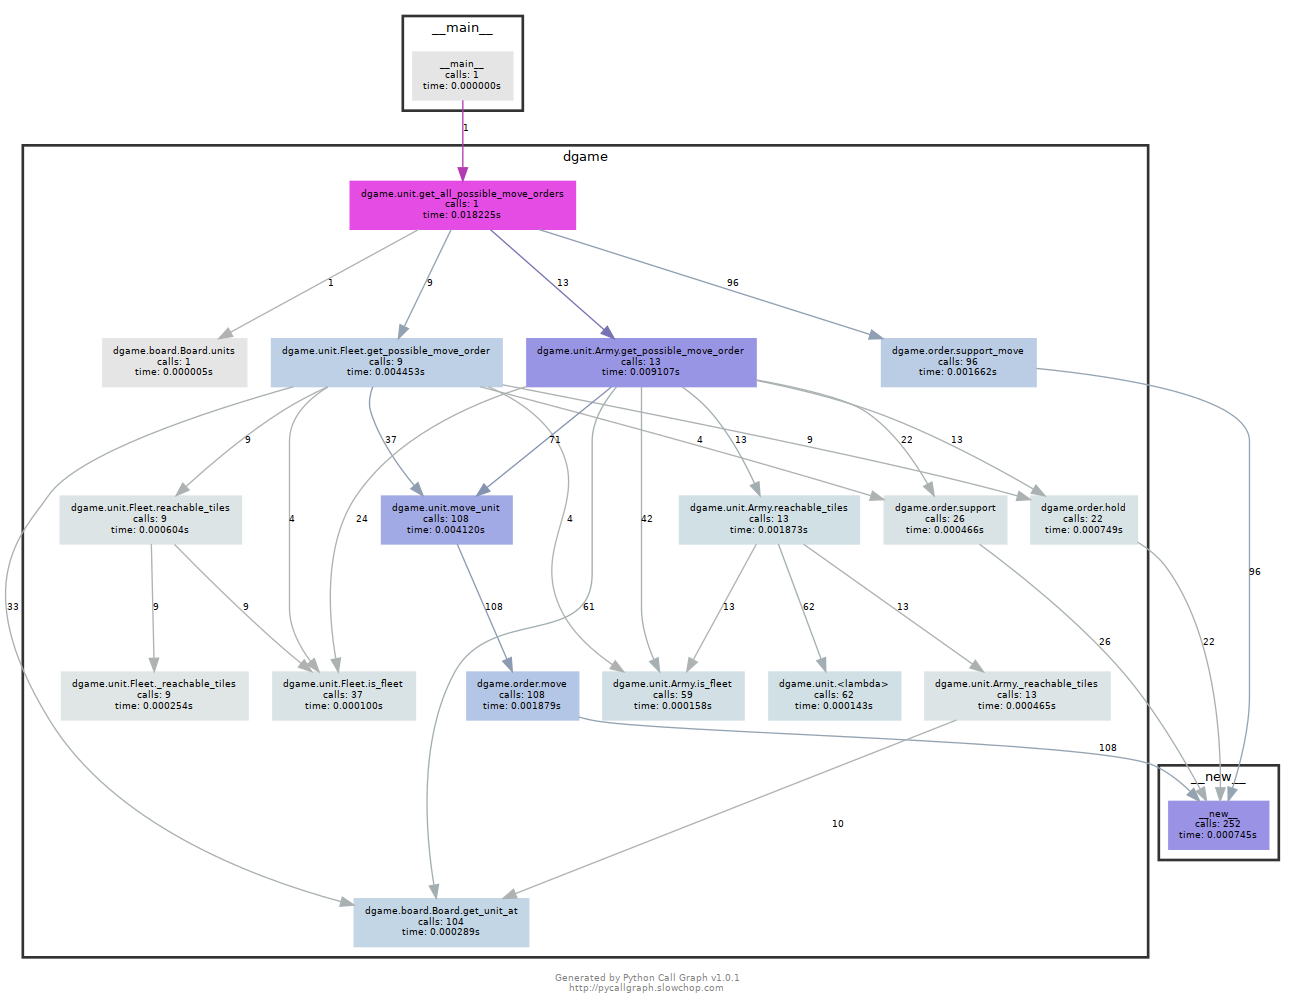 __main__
__main__
calls: 1
time: 0.000000s
1
dgame
dgame.unit.get_all_possible_move_orders
calls: 1
time: 0.018225s
1
9
13
96
dgame.board.Board.units
calls: 1
time: 0.000005s
dgame.unit.Fleet.get_possible_move_order
calls: 9
time: 0.004453s
dgame.unit.Army.get_possible_move_order
calls: 13
time: 0.009107s
dgame.order.support_move
calls: 96
time: 0.001662s
9
37
71
4
13
9
22
13
dgame.unit.Fleet.reachable_tiles
calls: 9
time: 0.000604s
4
24
dgame.unit.move_unit
calls: 108
time: 0.004120s
4
42
dgame.unit.Army.reachable_tiles
calls: 13
time: 0.001873s
dgame.order.support
calls: 26
time: 0.000466s
dgame.order.hold
calls: 22
time: 0.000749s
96
33
9
9
108
61
13
62
13
26
22
dgame.unit.Fleet._reachable_tiles
calls: 9
time: 0.000254s
dgame.unit.Fleet.is_fleet
calls: 37
time: 0.000100s
dgame.order.move
calls: 108
time: 0.001879s
dgame.unit.Army.is_fleet
calls: 59
time: 0.000158s
dgame.unit.<lambda>
calls: 62
time: 0.000143s
dgame.unit.Army._reachable_tiles
calls: 13
time: 0.000465s
108
__new__
__new__
calls: 252
time: 0.000745s
10
dgame.board.Board.get_unit_at
calls: 104
time: 0.000289s
Generated by Python Call Graph v1.0.1
http://pycallgraph.slowchop.com